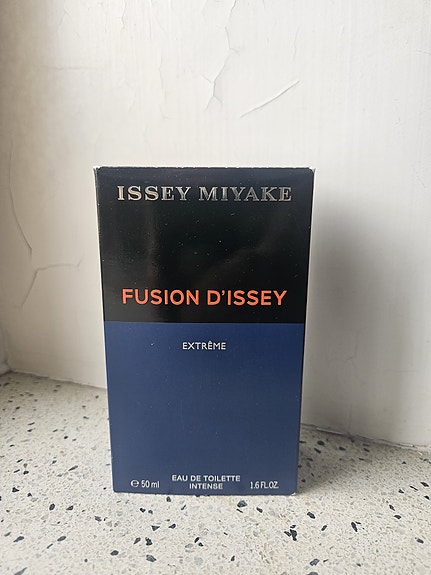 ISSEY MIYAKE
FUSION D'ISSEY
EXTRÊME
EAU DE TOILETTE
INTENSE
℮ 50 ml
1.6 FL.OZ.